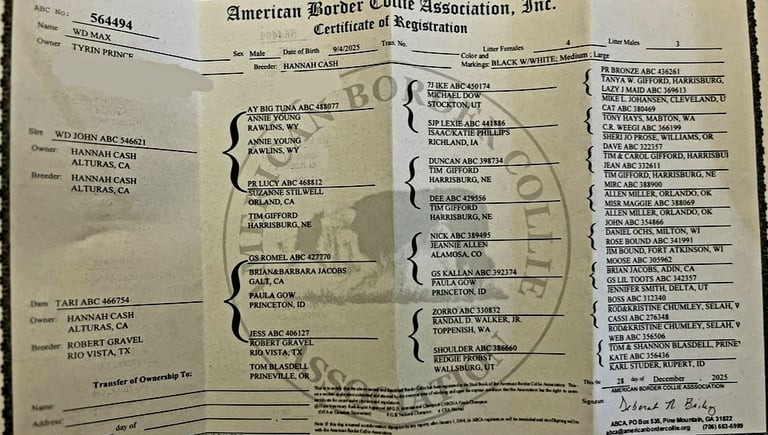 American Border Collie Association, Inc.
Certificate of Registration
ABC No: 564494
Name WD MAX
Owner TYRIN PRINCE
Sex Male Date of Birth 9/4/2025 Tran. No. Litter Females 4 Litter Males 3
Breeder: HANNAH CASH
Color and
Markings: BLACK W/WHITE; Medium ; Large
Sire WD JOHN ABC 546621
Owner: HANNAH CASH
ALTURAS, CA
Breeder: HANNAH CASH
ALTURAS, CA
Dam TARI ABC 466754
Owner: HANNAH CASH
ALTURAS, CA
Breeder: ROBERT GRAVEL
RIO VISTA, TX
Transfer of Ownership To:
Name:
Address:
day of
AY BIG TUNA ABC 488077
ANNIE YOUNG
RAWLINS, WY
ANNIE YOUNG
RAWLINS, WY
PR LUCY ABC 468812
SUZANNE STILWELL
ORLAND, CA
TIM GIFFORD
HARRISBURG, NE
GS ROMEL ABC 427770
BRIAN&BARBARA JACOBS
GALT, CA
PAULA GOW
PRINCETON, ID
JESS ABC 406127
ROBERT GRAVEL
RIO VISTA, TX
TOM BLASDELL
PRINEVILLE, OR
7J IKE ABC 450174
MICHAEL DOW
STOCKTON, UT
SJP LEXIE ABC 441886
ISAAC/KATIE PHILLIPS
RICHLAND, IA
DUNCAN ABC 398734
TIM GIFFORD
HARRISBURG, NE
DEE ABC 429556
TIM GIFFORD
HARRISBURG, NE
NICK ABC 389495
JEANNIE ALLEN
ALAMOSA, CO
GS KALLAN ABC 392374
PAULA GOW
PRINCETON, ID
ZORRO ABC 330832
RANDAL D. WALKER, JR.
TOPPENISH, WA
SHOULDER ABC 386660
REDGIE PROBST
WALLSBURG, UT
PR BRONZE ABC 436261
TANYA W. GIFFORD, HARRISBURG,
LAZY J MAID ABC 369613
MIKE L. JOHANSEN, CLEVELAND, U
CAT ABC 380469
TONY HAYS, MABTON, WA
C.R. WEEGI ABC 366199
SHERI JO PROSE, WILLIAMS, OR
DAVE ABC 322357
TIM & CAROL GIFFORD, HARRISBUI
JEAN ABC 332611
TIM GIFFORD, HARRISBURG, NE
MIRC ABC 388900
ALLEN MILLER, ORLANDO, OK
MISR MAGGIE ABC 388069
ALLEN MILLER, ORLANDO, OK
JOHN ABC 354866
DANIEL OCHS, MILTON, WI
ROSE BOUND ABC 341991
JIM BOUND, FORT ATKINSON, WI
MOOSE ABC 305962
BRIAN JACOBS, ADIN, CA
GS LIL TOOTS ABC 342357
JENNIFER SMITH, DELTA, UT
BOSS ABC 312340
ROD&KRISTINE CHUMLEY, SELAH, W
CASSI ABC 276348
ROD&KRISTINE CHUMLEY, SELAH, W
WEB ABC 356506
TOM & SHANNON BLASDELL, PRINE
KATE ABC 356436
KARL STUDER, RUPERT, ID
This the 28 day of December 2025
AMERICAN BORDER COLLIE ASSOCIATION
Signature Deborah N Bailey
ABCA, PO Box 535, Pine Mountain, GA 31822
abca@americanbordercollie.org (706) 663-6999
AMERICAN BORDER COLLIE ASSOCIATION